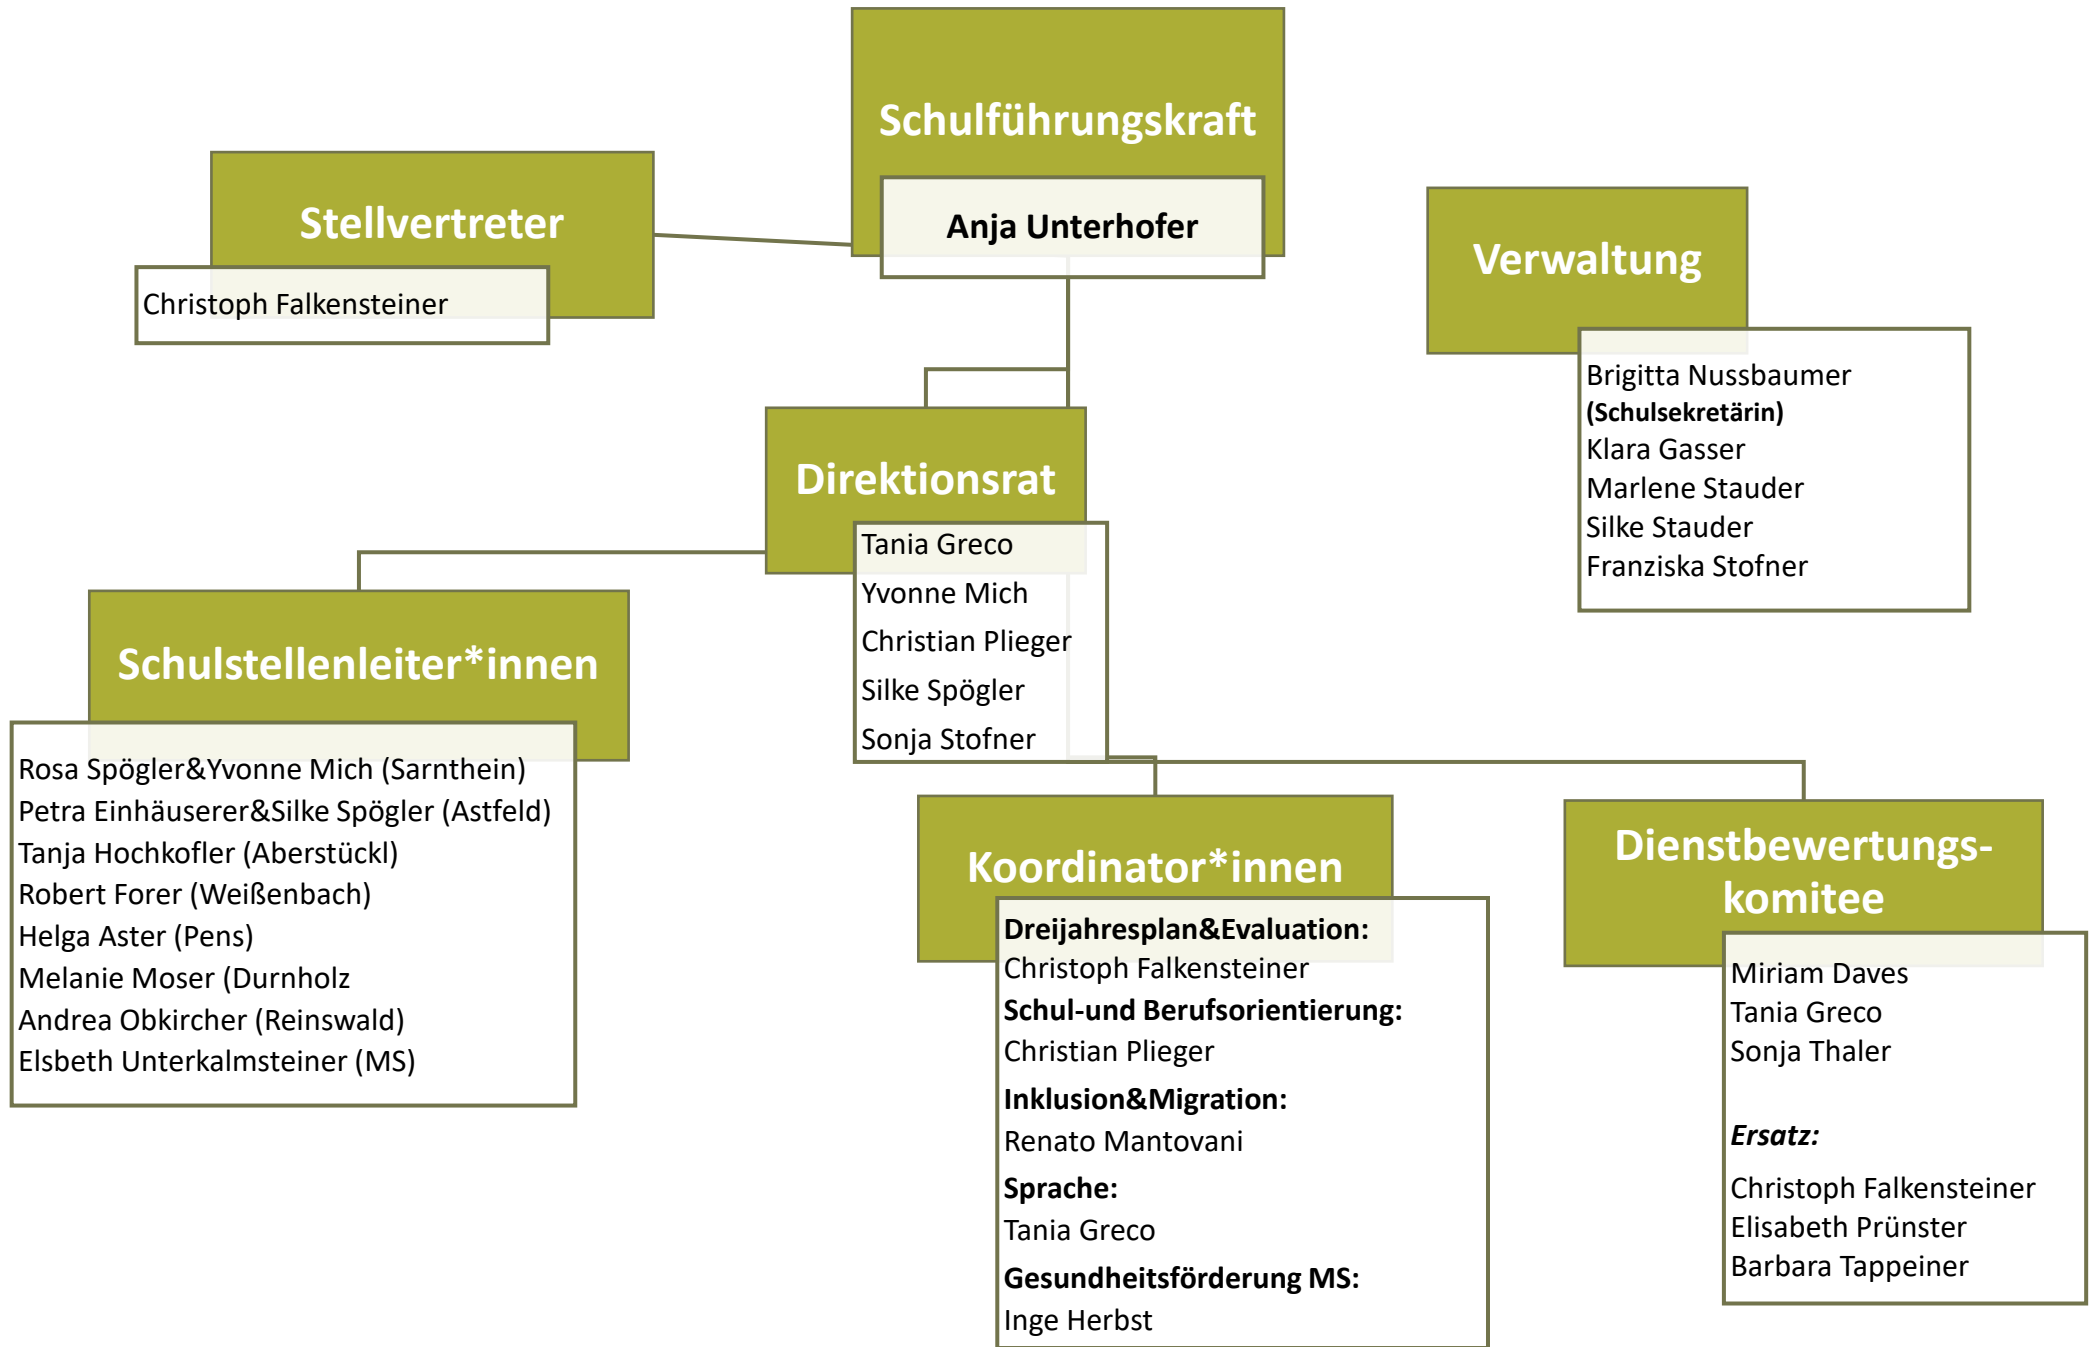 Schulführungskraft
Anja Unterhofer
Stellvertreter
Christoph Falkensteiner
Verwaltung
Brigitta Nussbaumer
(Schulsekretärin)
Klara Gasser
Marlene Stauder
Silke Stauder
Franziska Stofner
Direktionsrat
Tania Greco
Yvonne Mich
Christian Plieger
Silke Spögler
Sonja Stofner
Schulstellenleiter*innen
Rosa Spögler&Yvonne Mich (Sarnthein)
Petra Einhäuserer&Silke Spögler (Astfeld)
Tanja Hochkofler (Aberstückl)
Robert Forer (Weißenbach)
Helga Aster (Pens)
Melanie Moser (Durnholz
Andrea Obkircher (Reinswald)
Elsbeth Unterkalmsteiner (MS)
Koordinator*innen
Dreijahresplan&Evaluation:
Christoph Falkensteiner
Schul-und Berufsorientierung:
Christian Plieger
Inklusion&Migration:
Renato Mantovani
Sprache:
Tania Greco
Gesundheitsförderung MS:
Inge Herbst
Dienstbewertungs-
komitee
Miriam Daves
Tania Greco
Sonja Thaler
Ersatz:
Christoph Falkensteiner
Elisabeth Prünster
Barbara Tappeiner